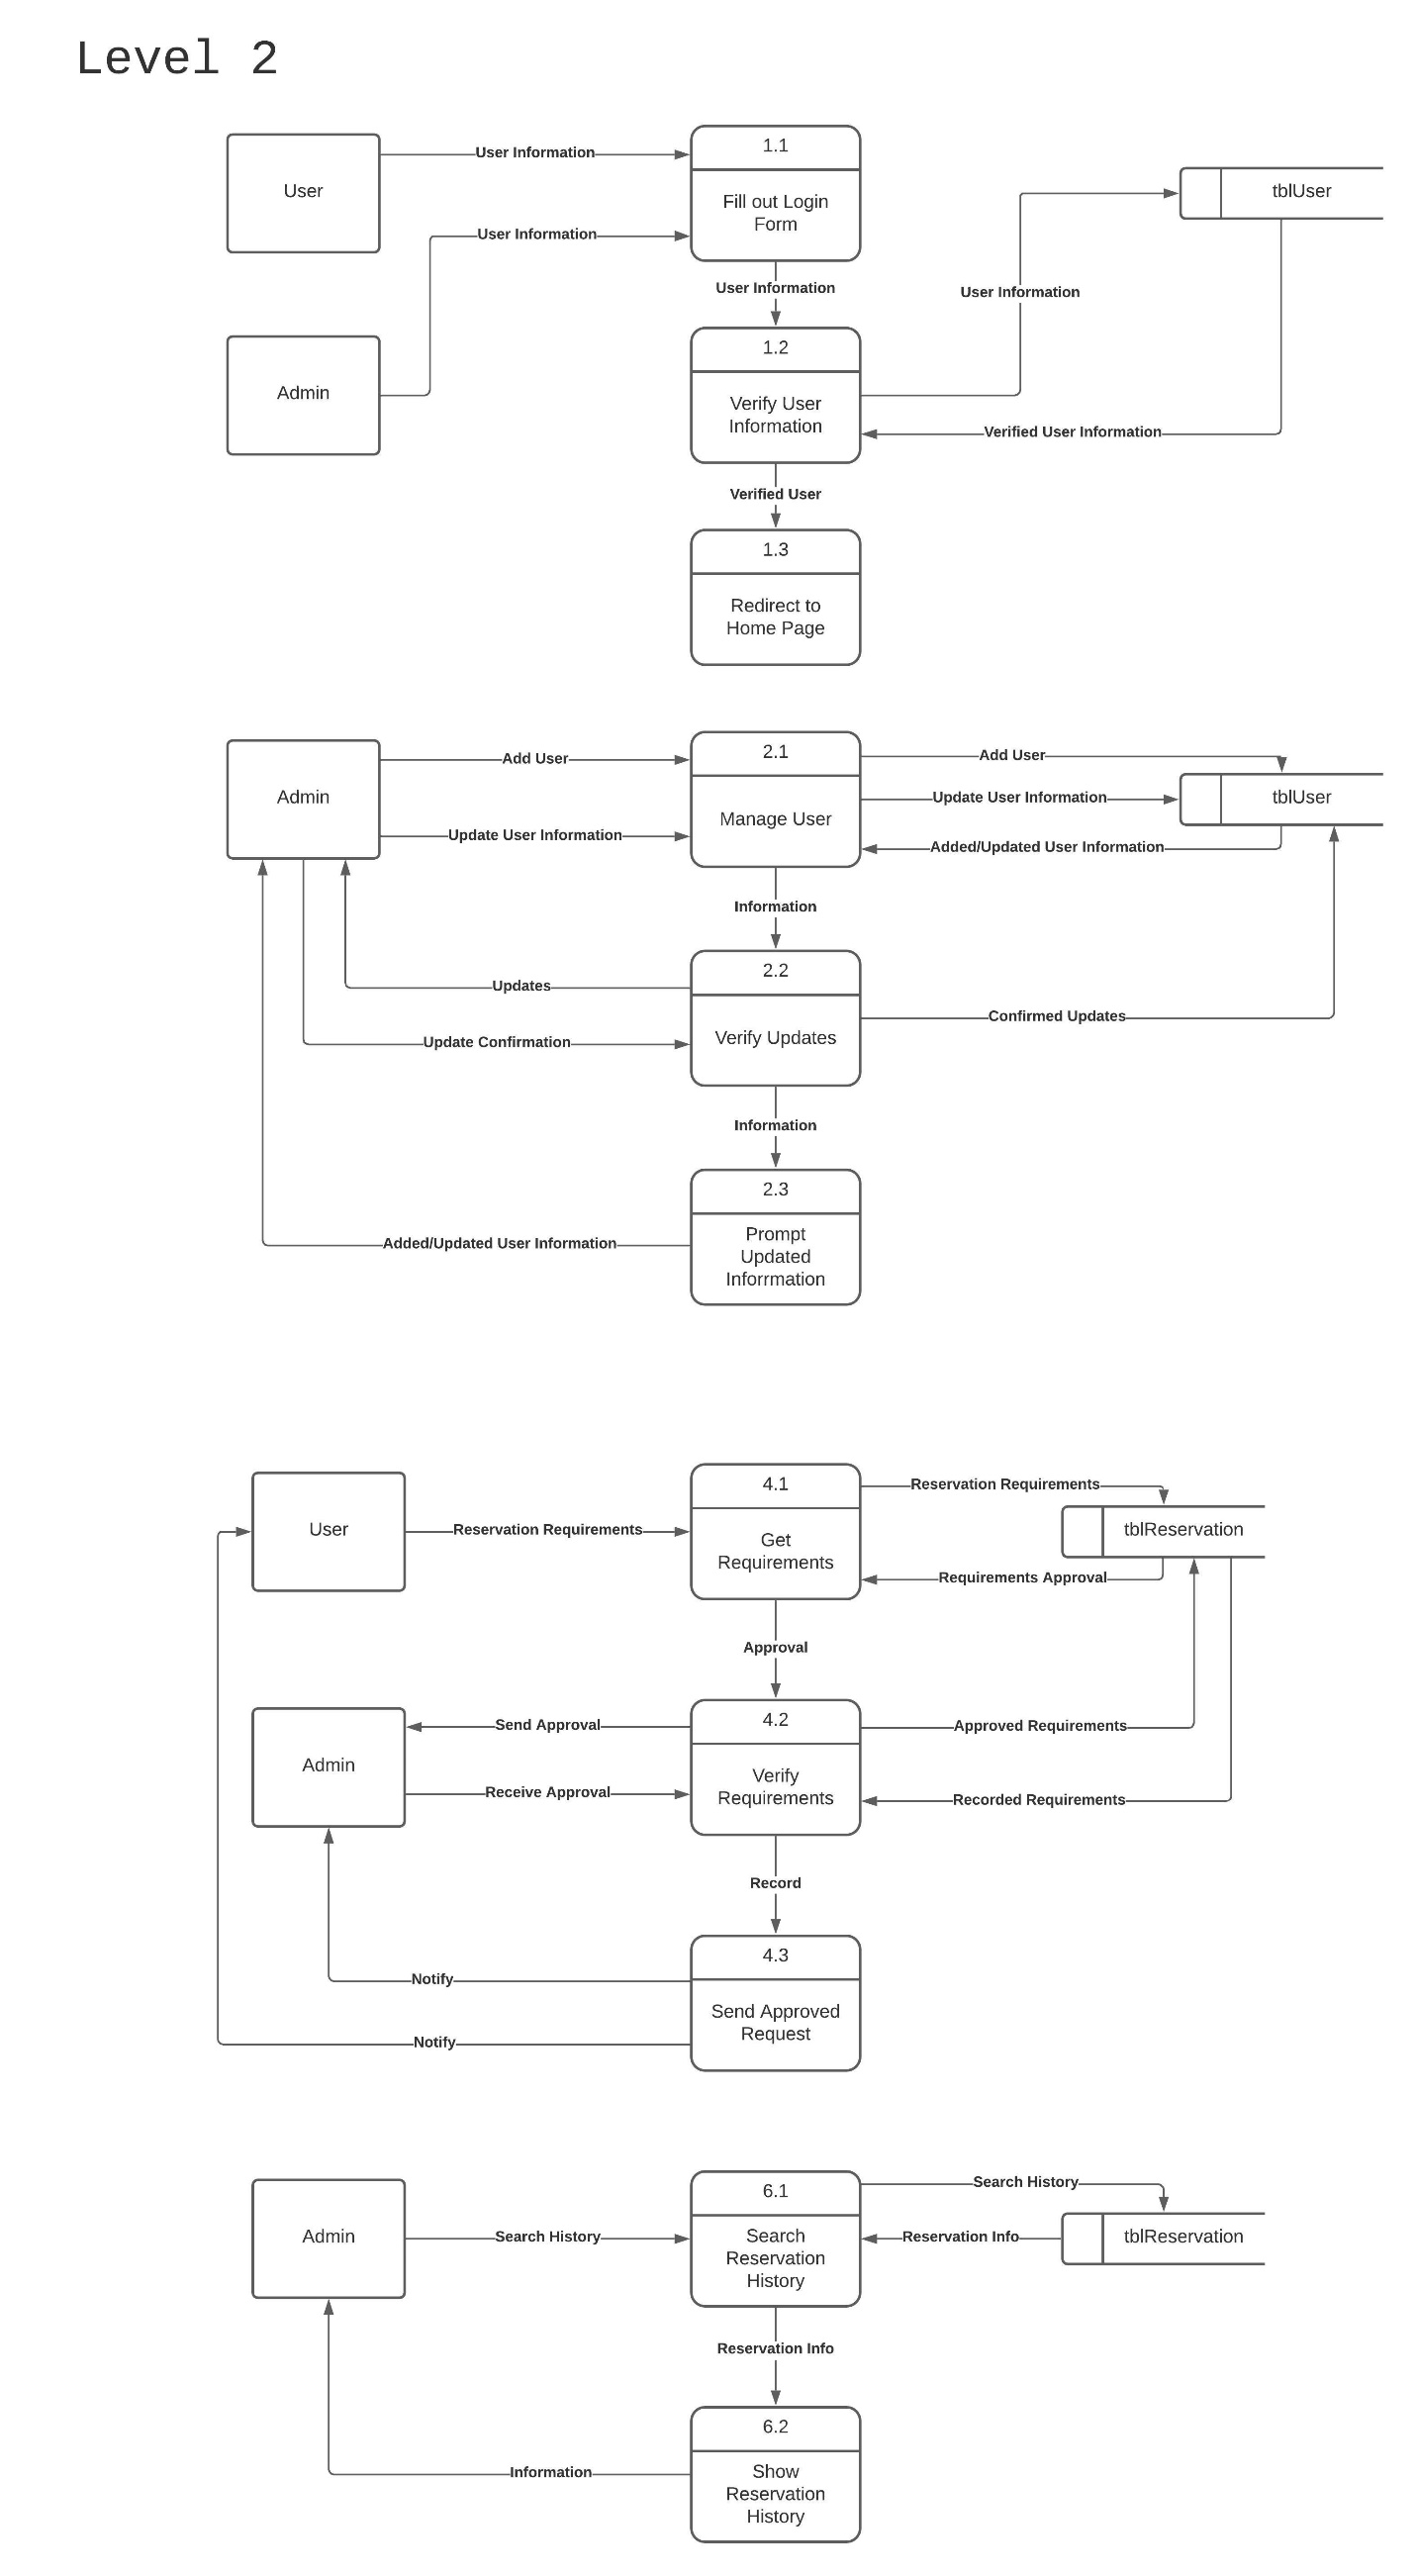 Level 2
User
User Information
1.1
Fill out Login
Form
tblUser
User Information
User Information
User Information
Admin
1.2
Verify User
Information
Verified User Information
Verified User
1.3
Redirect to
Home Page
Admin
Add User
2.1
Manage User
Add User
tblUser
Update User Information
Update User Information
Added/Updated User Information
Information
2.2
Verify Updates
Updates
Confirmed Updates
Update Confirmation
Information
2.3
Prompt
Updated
Inforrmation
Added/Updated User Information
User
Reservation Requirements
4.1
Get
Requirements
Reservation Requirements
tblReservation
Requirements Approval
Approval
Admin
Send Approval
4.2
Verify
Requirements
Approved Requirements
Receive Approval
Recorded Requirements
Record
4.3
Send Approved
Request
Notify
Notify
Admin
Search History
6.1
Search
Reservation
History
Search History
Reservation Info
tblReservation
Reservation Info
6.2
Show
Reservation
History
Information